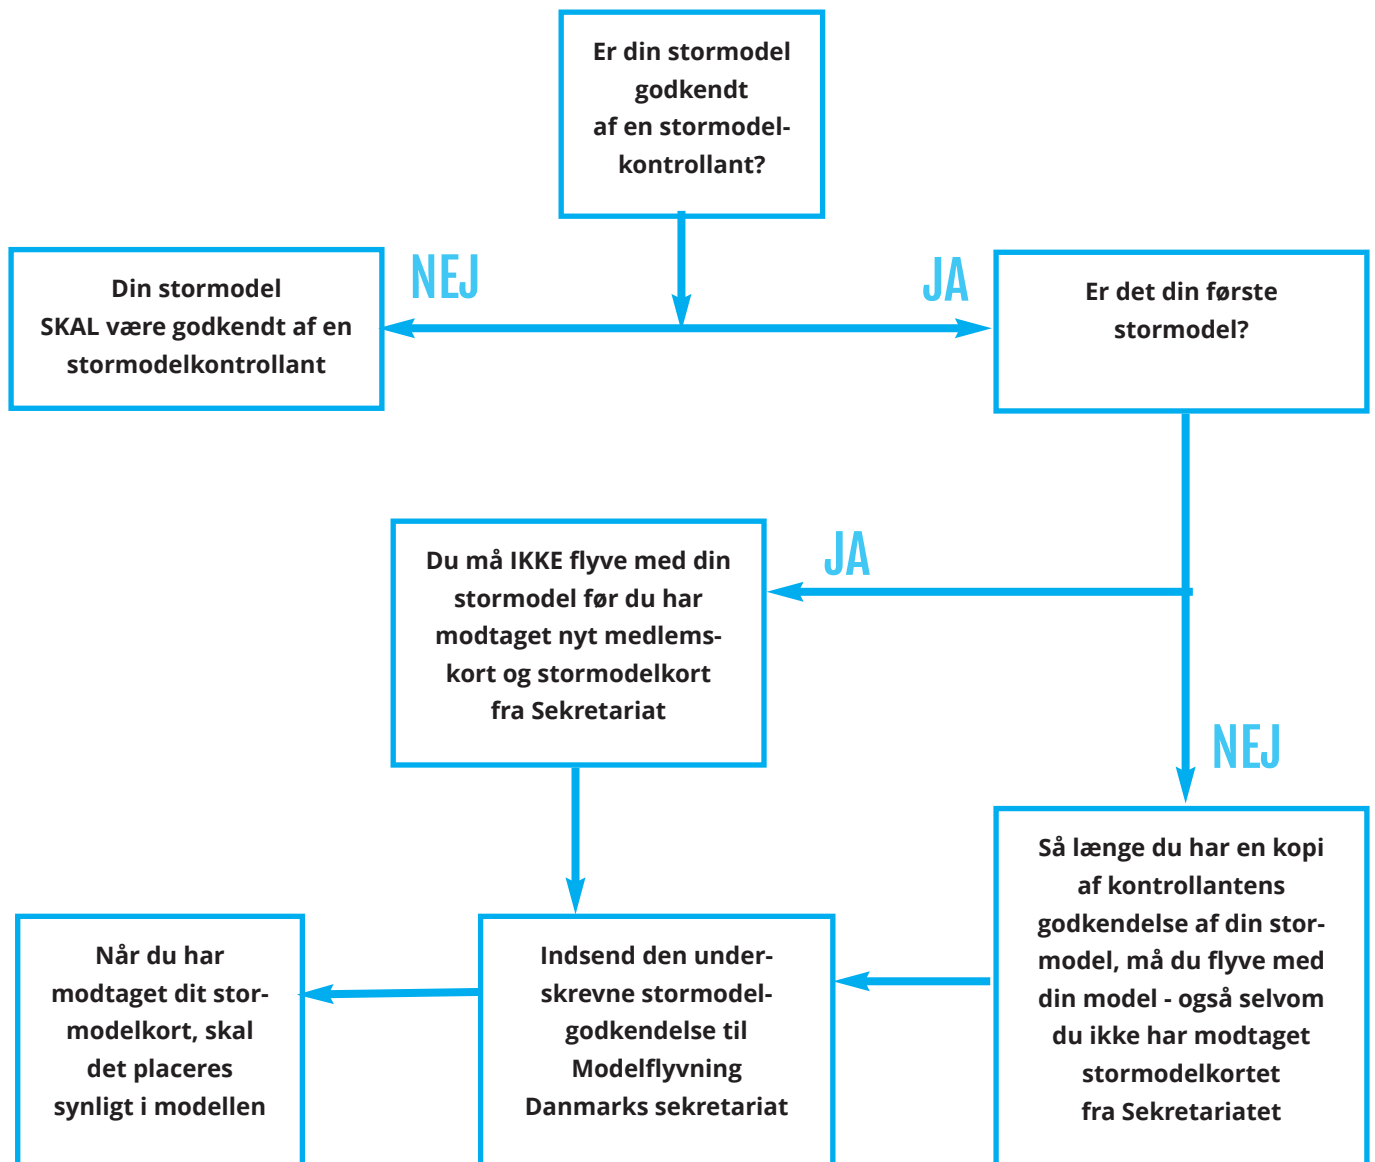 Er din stormodel
godkendt
af en stormodel-
kontrollant?
NEJ
JA
Din stormodel
SKAL være godkendt af en
stormodelkontrollant
Er det din første
stormodel?
JA
Du må IKKE flyve med din
stormodel før du har
modtaget nyt medlems-
kort og stormodelkort
fra Sekretariat
NEJ
Så længe du har en kopi
af kontrollantens
godkendelse af din stor-
model, må du flyve med
din model - også selvom
du ikke har modtaget
stormodelkortet
fra Sekretariatet
Indsend den under-
skrevne stormodel-
godkendelse til
Modelflyvning
Danmarks sekretariat
Når du har
modtaget dit stor-
modelkort, skal
det placeres
synligt i modellen